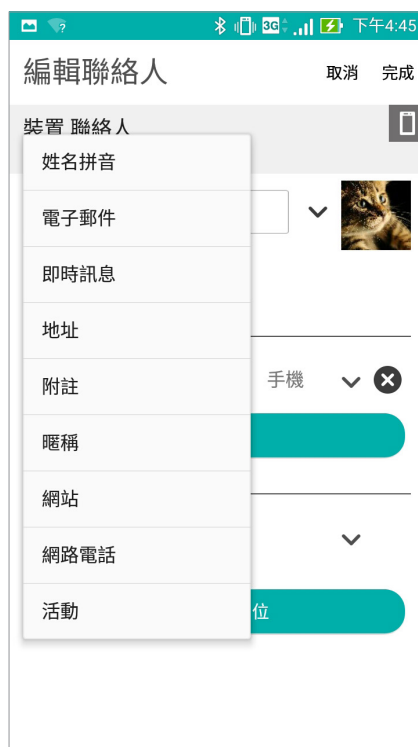 3G 下午4:45
編輯聯絡人 取消 完成
裝置 聯絡人
姓名拼音
電子郵件
即時訊息
地址
附註 手機
暱稱
網站
網路電話
活動 位